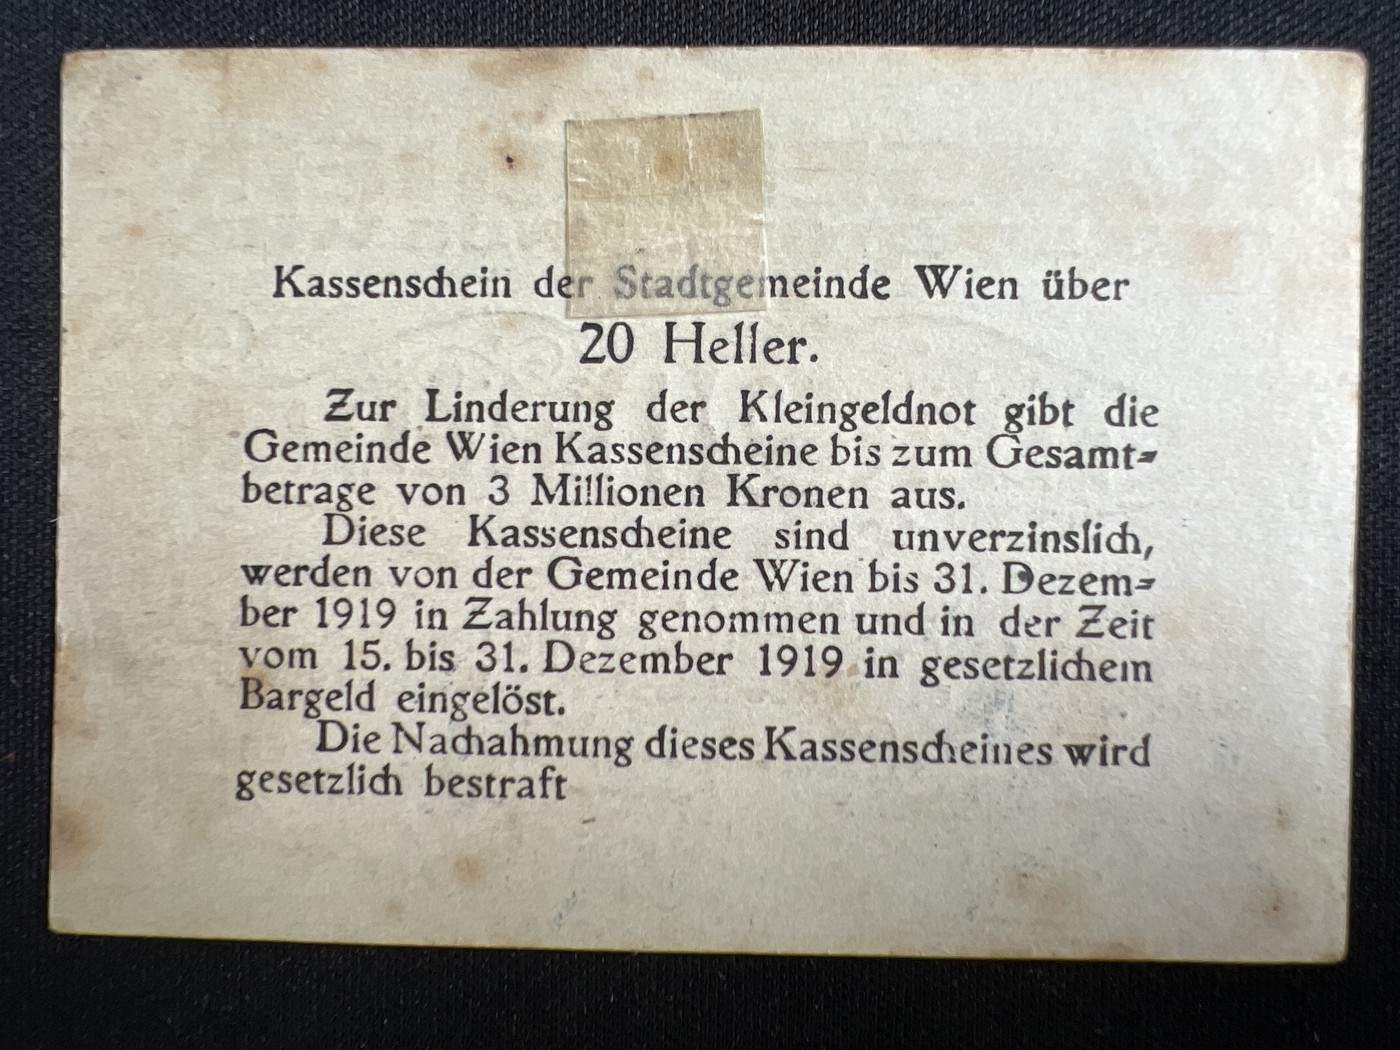 Kassenschein der Stadtgemeinde Wien über
20 Heller.
Zur Linderung der Kleingeldnot gibt die
Gemeinde Wien Kassenscheine bis zum Gesamt=
betrage von 3 Millionen Kronen aus.
Diese Kassenscheine sind unverzinslich,
werden von der Gemeinde Wien bis 31. Dezem=
ber 1919 in Zahlung genommen und in der Zeit
vom 15. bis 31. Dezember 1919 in gesetzlichem
Bargeld eingelöst.
Die Nachahmung dieses Kassenscheines wird
gesetzlich bestraft